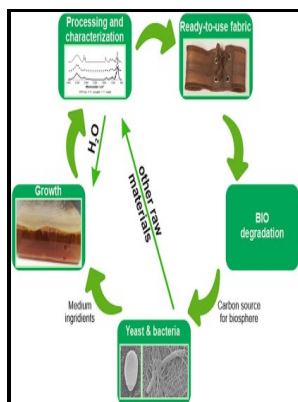 Processing and
characterization
Ready-to-use fabric
H₂O
other raw
materials
Growth
BIO
degradation
Medium
ingridients
Carbon source
for biosphere
Yeast & bacteria